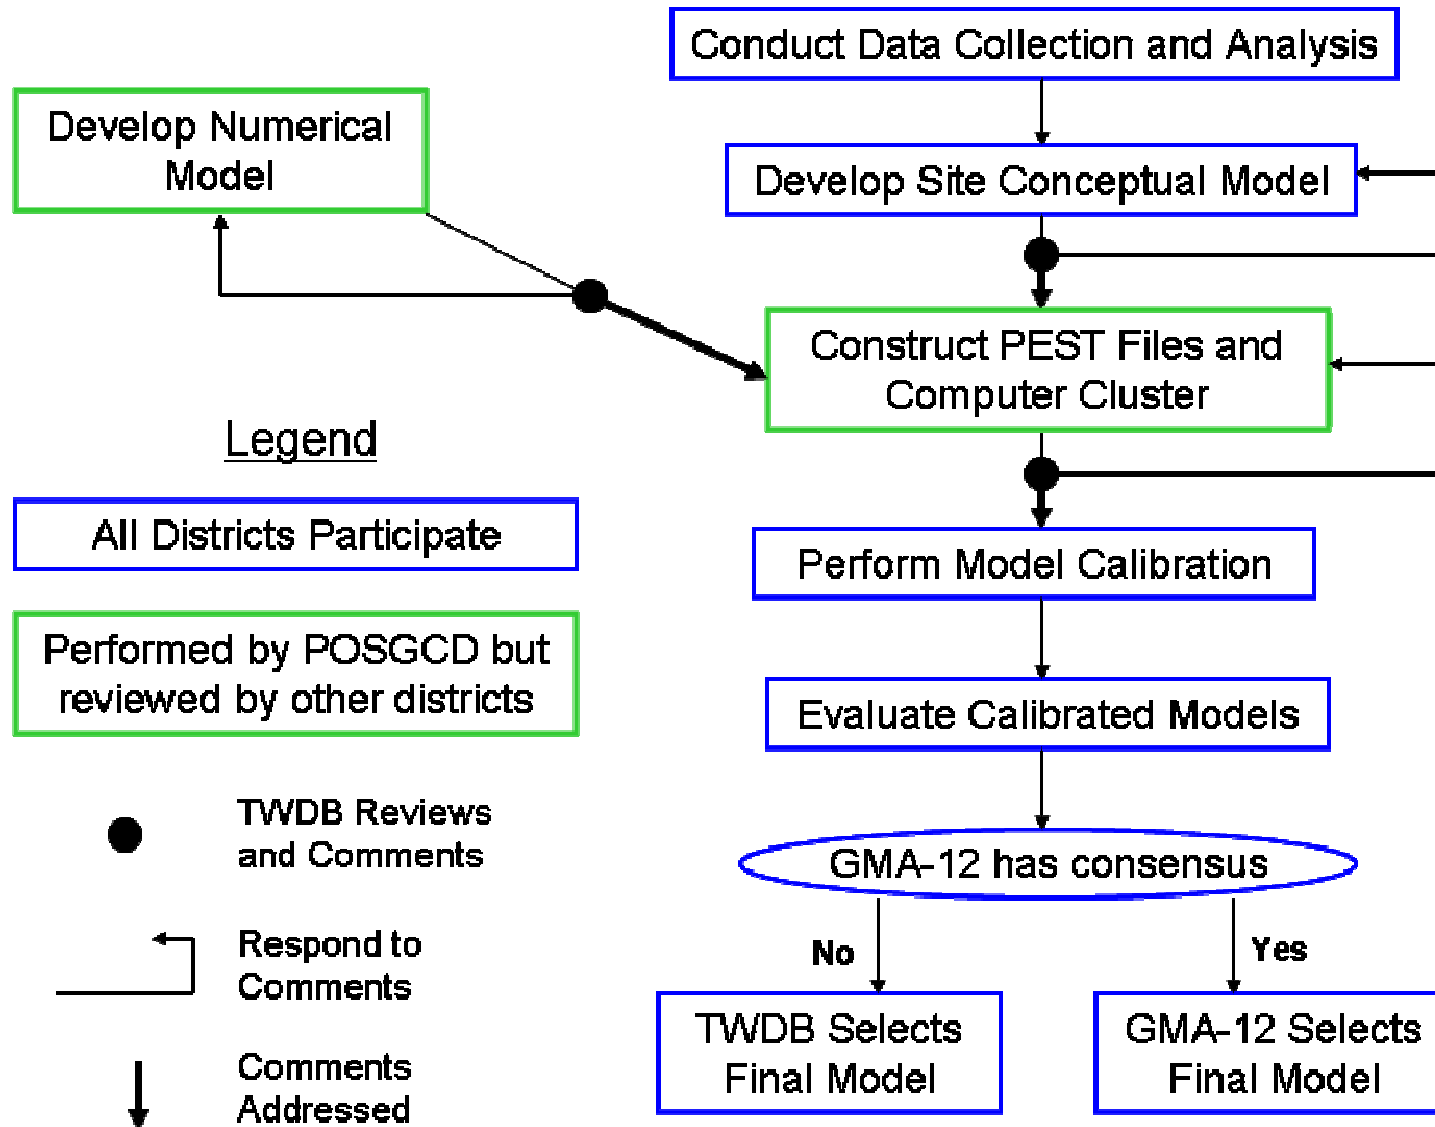 Conduct Data Collection and Analysis
Develop Numerical
Model
Develop Site Conceptual Model
Construct PEST Files and
Computer Cluster
Legend
All Districts Participate
Perform Model Calibration
Performed by POSGCD but
reviewed by other districts
Evaluate Calibrated Models
TWDB Reviews
and Comments
GMA-12 has consensus
Respond to
Comments
No
Yes
TWDB Selects
Final Model
GMA-12 Selects
Final Model
Comments
Addressed